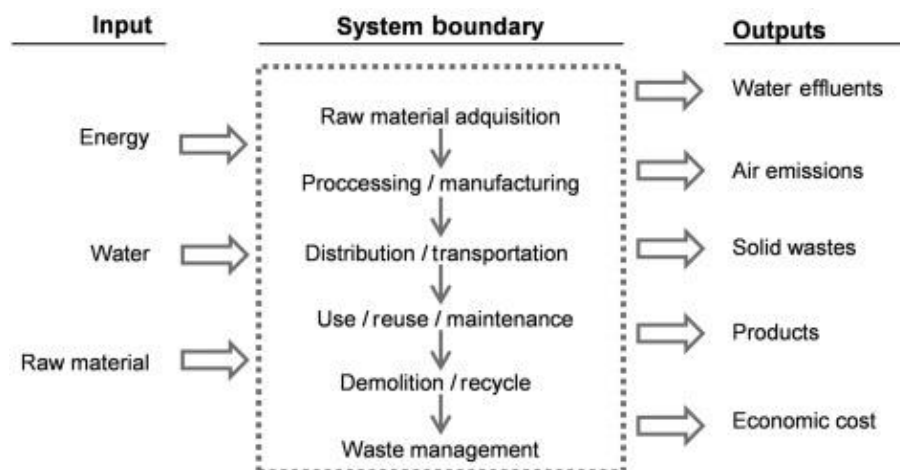 Input
System boundary
Outputs
Energy
Water
Raw material
Raw material adquisition
Proccessing / manufacturing
Distribution / transportation
Use / reuse / maintenance
Demolition / recycle
Waste management
Water effluents
Air emissions
Solid wastes
Products
Economic cost